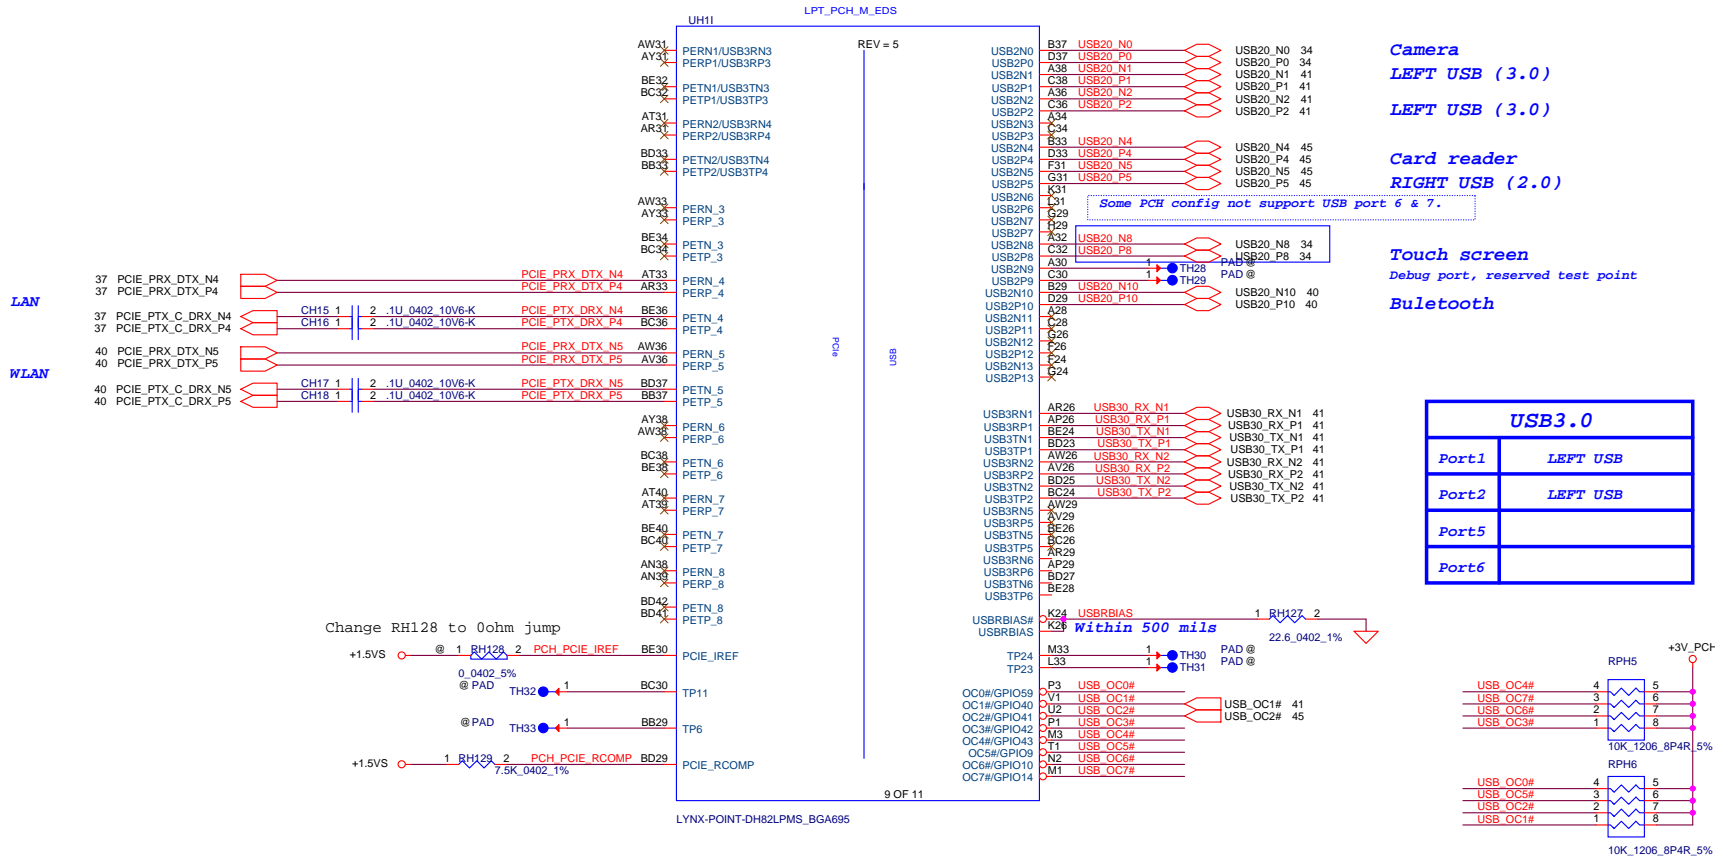 LPT_PCH_M_EDS
UH1I
REV = 5
AW31 PERN1/USB3RN3
AY31 PERP1/USB3RP3
BE32 PETN1/USB3TN3
BC32 PETP1/USB3TP3
AT31 PERN2/USB3RN4
AR31 PERP2/USB3RP4
BD33 PETN2/USB3TN4
BB33 PETP2/USB3TP4
AW33 PERN_3
AY33 PERP_3
BE34 PETN_3
BC34 PETP_3
LAN
37 PCIE_PRX_DTX_N4 PCIE_PRX_DTX_N4 AT33 PERN_4
37 PCIE_PRX_DTX_P4 PCIE_PRX_DTX_P4 AR33 PERP_4
37 PCIE_PTX_C_DRX_N4 CH15 1 2 .1U_0402_10V6-K PCIE_PTX_DRX_N4 BE36 PETN_4
37 PCIE_PTX_C_DRX_P4 CH16 1 2 .1U_0402_10V6-K PCIE_PTX_DRX_P4 BC36 PETP_4
WLAN
40 PCIE_PRX_DTX_N5 PCIE_PRX_DTX_N5 AW36 PERN_5
40 PCIE_PRX_DTX_P5 PCIE_PRX_DTX_P5 AV36 PERP_5
40 PCIE_PTX_C_DRX_N5 CH17 1 2 .1U_0402_10V6-K PCIE_PTX_DRX_N5 BD37 PETN_5
40 PCIE_PTX_C_DRX_P5 CH18 1 2 .1U_0402_10V6-K PCIE_PTX_DRX_P5 BB37 PETP_5
AY38 PERN_6
AW38 PERP_6
BC38 PETN_6
BE38 PETP_6
AT40 PERN_7
AT39 PERP_7
BE40 PETN_7
BC40 PETP_7
AN38 PERN_8
AN39 PERP_8
BD42 PETN_8
BD41 PETP_8
Change RH128 to 0ohm jump
+1.5VS @ 1 RH128 2 PCH_PCIE_IREF BE30 PCIE_IREF
0_0402_5%
@ PAD TH32 1 BC30 TP11
@ PAD TH33 1 BB29 TP6
+1.5VS 1 RH129 2 PCH_PCIE_RCOMP BD29 PCIE_RCOMP
7.5K_0402_1%
PCIe
USB
USB2N0 B37 USB20_N0 USB20_N0 34
USB2P0 D37 USB20_P0 USB20_P0 34
Camera
USB2N1 A38 USB20_N1 USB20_N1 41
USB2P1 C38 USB20_P1 USB20_P1 41
LEFT USB (3.0)
USB2N2 A36 USB20_N2 USB20_N2 41
USB2P2 C36 USB20_P2 USB20_P2 41
LEFT USB (3.0)
USB2N3 A34
USB2P3 C34
USB2N4 B33 USB20_N4 USB20_N4 45
USB2P4 D33 USB20_P4 USB20_P4 45
Card reader
USB2N5 F31 USB20_N5 USB20_N5 45
USB2P5 G31 USB20_P5 USB20_P5 45
RIGHT USB (2.0)
USB2N6 K31
USB2P6 L31
USB2N7 G29
USB2P7 H29
Some PCH config not support USB port 6 & 7.
USB2N8 A32 USB20_N8 USB20_N8 34
USB2P8 C32 USB20_P8 USB20_P8 34
Touch screen
USB2N9 A30 1 TH28 PAD @
USB2P9 C30 1 TH29 PAD @
Debug port, reserved test point
USB2N10 B29 USB20_N10 USB20_N10 40
USB2P10 D29 USB20_P10 USB20_P10 40
Buletooth
USB2N11 A28
USB2P11 C28
USB2N12 G26
USB2P12 F26
USB2N13 F24
USB2P13 G24
USB3RN1 AR26 USB30_RX_N1 USB30_RX_N1 41
USB3RP1 AP26 USB30_RX_P1 USB30_RX_P1 41
USB3TN1 BE24 USB30_TX_N1 USB30_TX_N1 41
USB3TP1 BD23 USB30_TX_P1 USB30_TX_P1 41
USB3RN2 AW26 USB30_RX_N2 USB30_RX_N2 41
USB3RP2 AV26 USB30_RX_P2 USB30_RX_P2 41
USB3TN2 BD25 USB30_TX_N2 USB30_TX_N2 41
USB3TP2 BC24 USB30_TX_P2 USB30_TX_P2 41
USB3RN5 AW29
USB3RP5 AV29
USB3TN5 BE26
USB3TP5 BC26
USB3RN6 AR29
USB3RP6 AP29
USB3TN6 BD27
USB3TP6 BE28
USBRBIAS# K24 USBRBIAS 1 RH127 2
USBRBIAS K26 Within 500 mils
22.6_0402_1%
TP24 M33 1 TH30 PAD @
TP23 L33 1 TH31 PAD @
OC0#/GPIO59 P3 USB_OC0#
OC1#/GPIO40 V1 USB_OC1# USB_OC1# 41
OC2#/GPIO41 U2 USB_OC2# USB_OC2# 45
OC3#/GPIO42 P1 USB_OC3#
OC4#/GPIO43 M3 USB_OC4#
OC5#/GPIO9 T1 USB_OC5#
OC6#/GPIO10 N2 USB_OC6#
OC7#/GPIO14 M1 USB_OC7#
9 OF 11
LYNX-POINT-DH82LPMS_BGA695
USB3.0
Port1 LEFT USB
Port2 LEFT USB
Port5
Port6
+3V_PCH
RPH5
USB_OC4# 4 5
USB_OC7# 3 6
USB_OC6# 2 7
USB_OC3# 1 8
10K_1206_8P4R_5%
RPH6
USB_OC0# 4 5
USB_OC5# 3 6
USB_OC2# 2 7
USB_OC1# 1 8
10K_1206_8P4R_5%